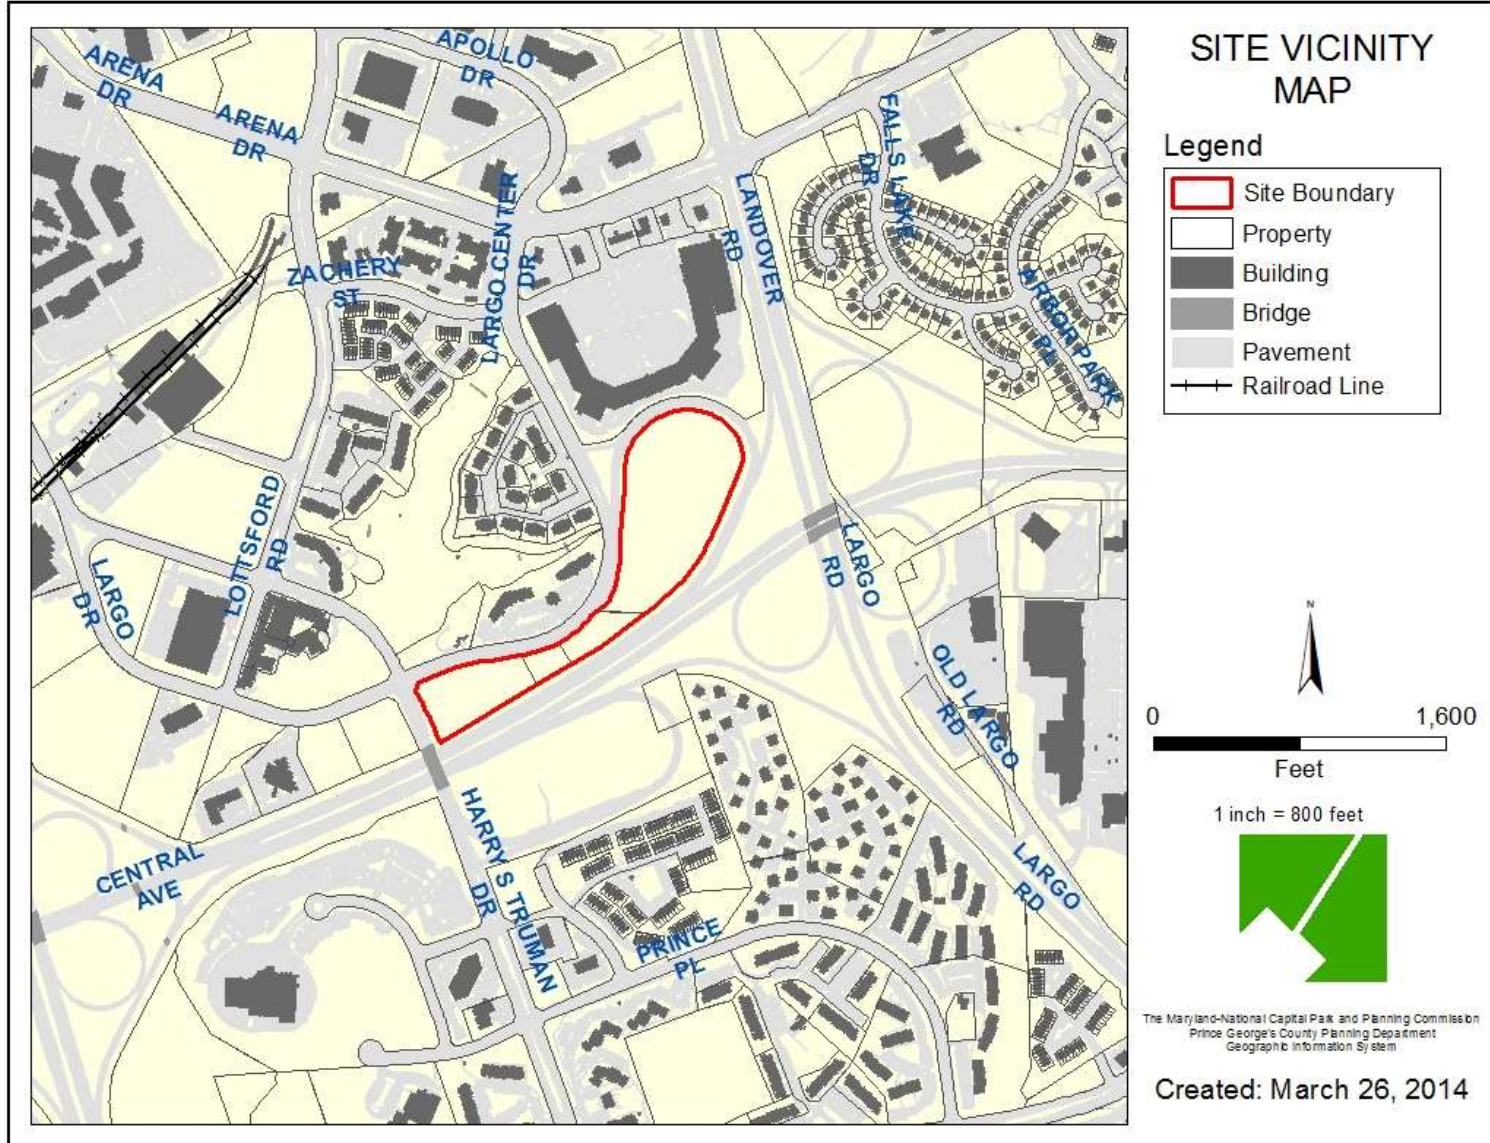 SITE VICINITY
MAP
Legend
Site Boundary
Property
Building
Bridge
Pavement
Railroad Line
N
0 1,600
Feet
1 inch = 800 feet
The Maryland-National Capital Park and Planning Commission
Prince George's County Planning Department
Geographic Information System
Created: March 26, 2014
ARENA
DR
ARENA
DR
APOLLO
DR
FALLS LAKE
DR
LANDOVER
RD
LARGO CENTER
DR
ZACHERY
ST
ARBOR PARK
PL
LOTTSFORD
RD
LARGO
DR
LARGO
RD
OLD LARGO
RD
LARGO
RD
CENTRAL
AVE
HARRY S TRUMAN
DR
PRINCE
PL